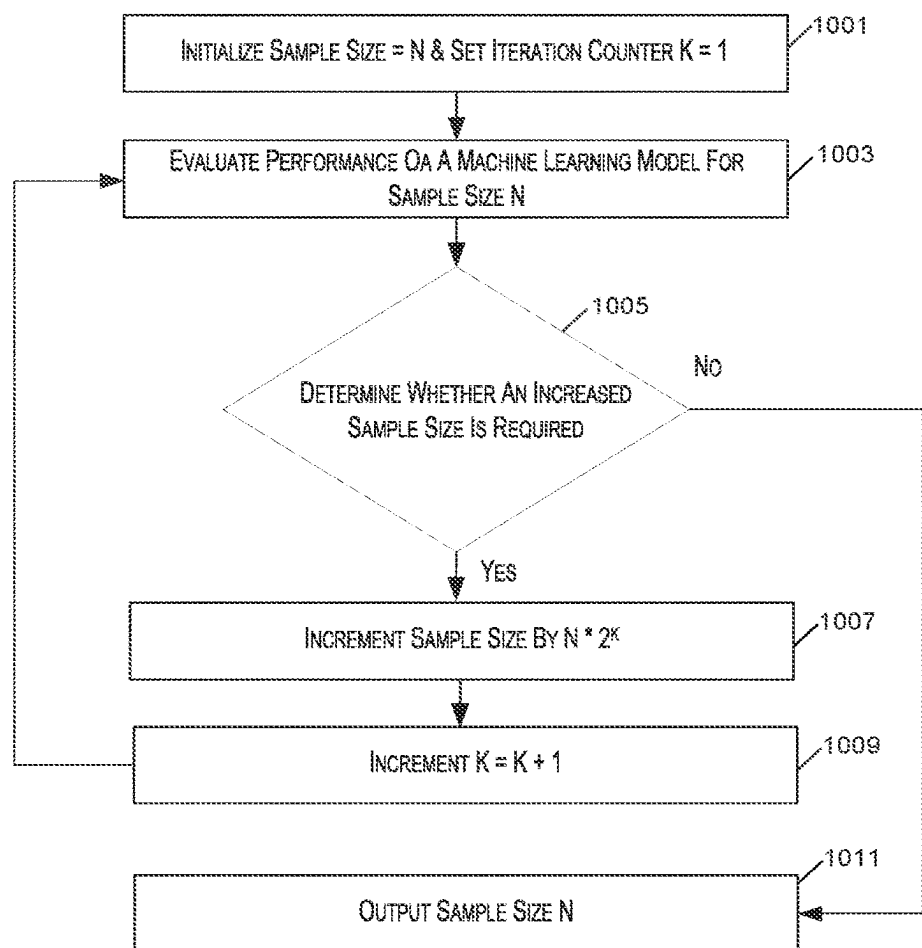 1001
INITIALIZE SAMPLE SIZE = N & SET ITERATION COUNTER K = 1
EVALUATE PERFORMANCE OA A MACHINE LEARNING MODEL FOR
SAMPLE SIZE N
1003
1005
NO
DETERMINE WHETHER AN INCREASED
SAMPLE SIZE IS REQUIRED
YES
1007
INCREMENT SAMPLE SIZE BY N * 2ᴷ
1009
INCREMENT K = K + 1
1011
OUTPUT SAMPLE SIZE N